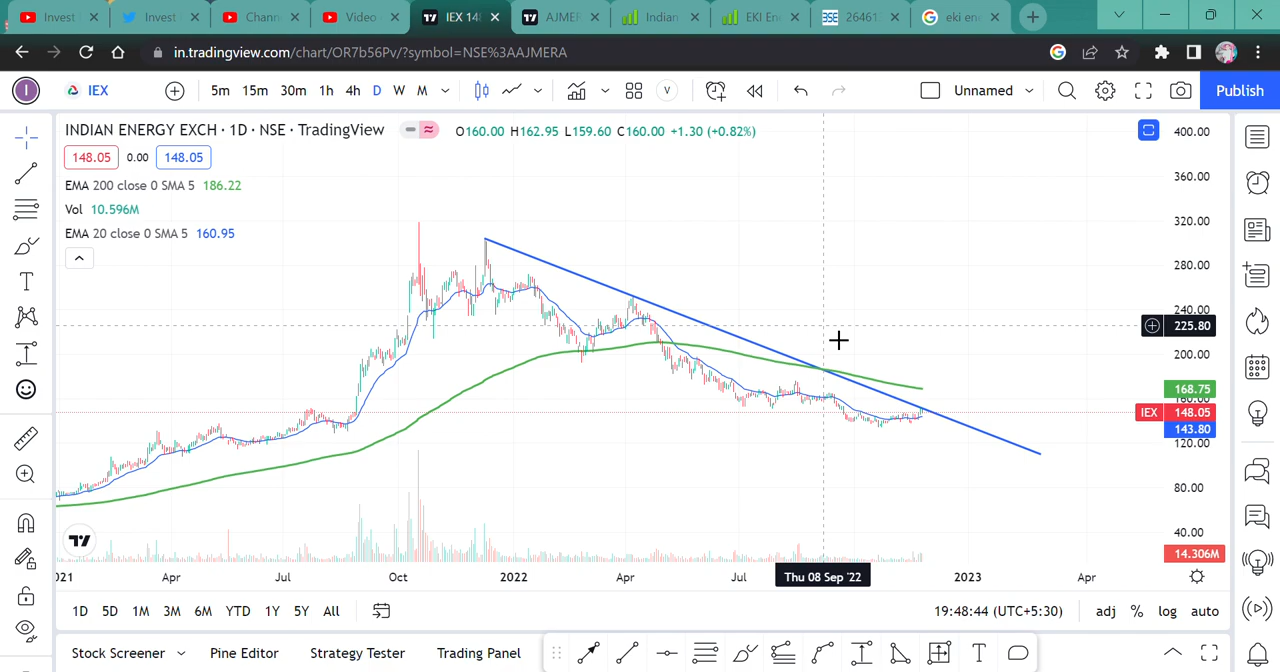 Invest
Invest
Chann
Video
IEX 148
AJMER
Indian
EKI En
BSE 26461
eki en
in.tradingview.com/chart/OR7b56Pv/?symbol=NSE%3AAJMERA
I IEX 5m 15m 30m 1h 4h D W M V Unnamed Publish
INDIAN ENERGY EXCH · 1D · NSE · TradingView O160.00 H162.95 L159.60 C160.00 +1.30 (+0.82%)
148.05 0.00 148.05
EMA 200 close 0 SMA 5 186.22
Vol 10.596M
EMA 20 close 0 SMA 5 160.95
400.00
360.00
320.00
280.00
240.00
225.80
200.00
168.75
160.00
IEX 148.05
143.80
120.00
80.00
40.00
14.306M
2021 Apr Jul Oct 2022 Apr Jul Thu 08 Sep '22 2023 Apr
1D 5D 1M 3M 6M YTD 1Y 5Y All 19:48:44 (UTC+5:30) adj % log auto
Stock Screener Pine Editor Strategy Tester Trading Panel T